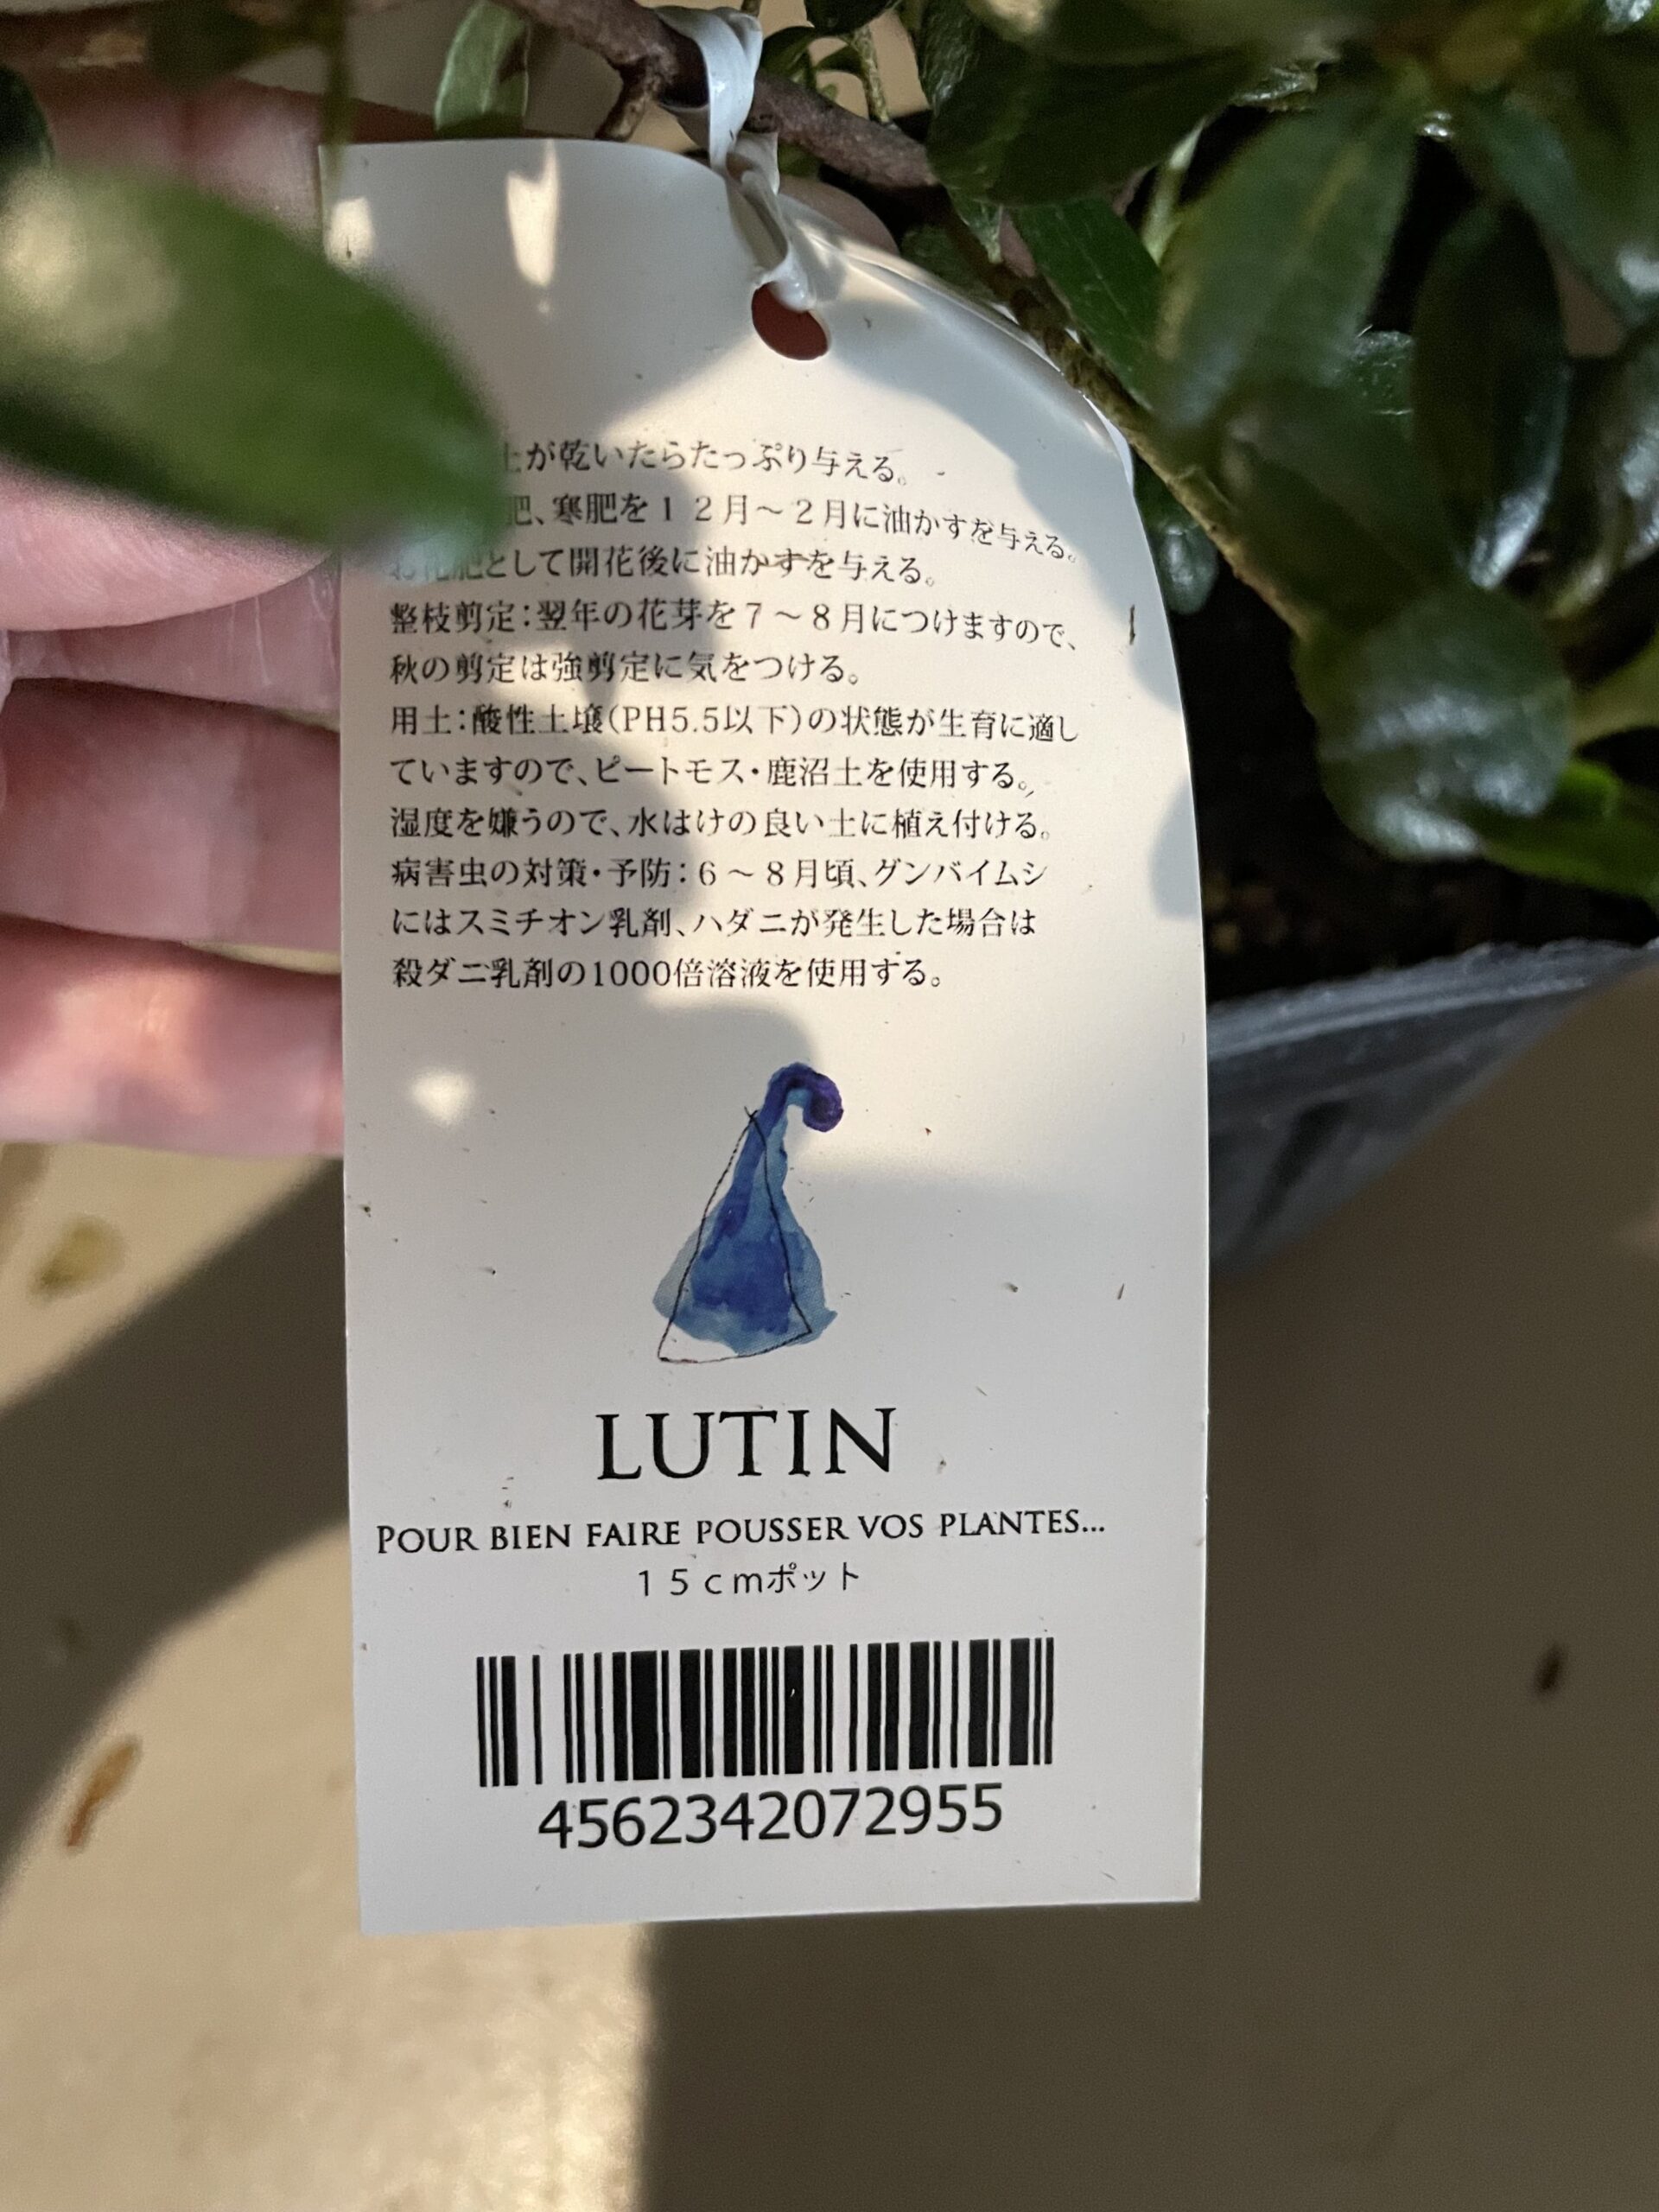 土が乾いたらたっぷり与える。
肥、寒肥を１２月～２月に油かすを与える。
お花肥として開花後に油かすを与える。
整枝剪定：翌年の花芽を７～８月につけますので、
秋の剪定は強剪定に気をつける。
用土：酸性土壌（PH5.5以下）の状態が生育に適し
ていますので、ピートモス・鹿沼土を使用する。
湿度を嫌うので、水はけの良い土に植え付ける。
病害虫の対策・予防：６～８月頃、グンバイムシ
にはスミチオン乳剤、ハダニが発生した場合は
殺ダニ乳剤の1000倍溶液を使用する。
LUTIN
POUR BIEN FAIRE POUSSER VOS PLANTES...
１５ｃｍポット
4562342072955